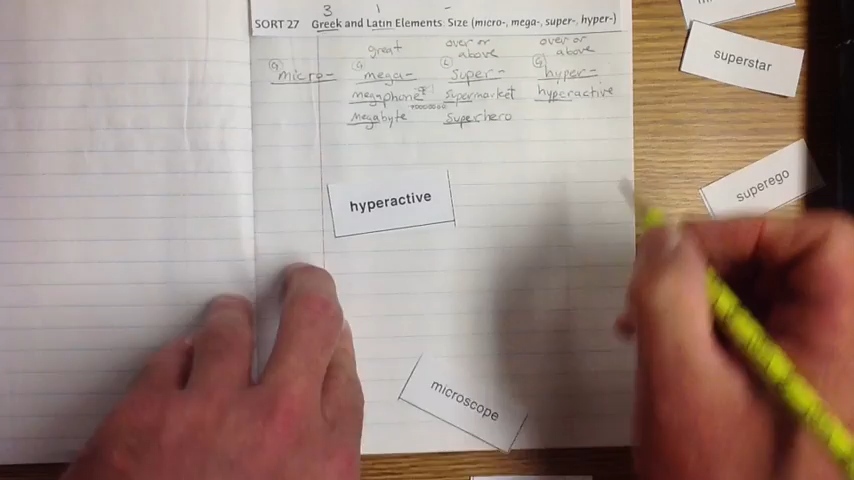 3 1 -
SORT 27 Greek and Latin Elements Size (micro-, mega-, super-, hyper-)
great over or above over or above
(G) micro- (G) mega- (L) super- (G) hyper-
megaphone supermarket hyperactive
megabyte superhero
superstar
superego
hyperactive
microscope